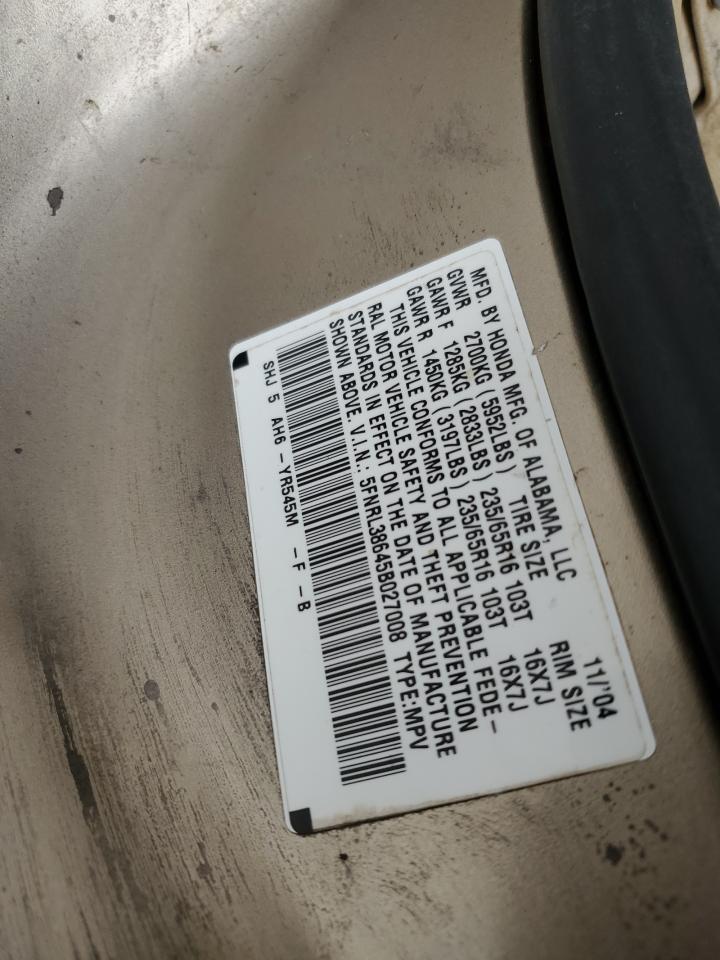 MFD. BY HONDA MFG. OF ALABAMA, LLC 11/'04
GVWR 2700KG (5952LBS) TIRE SIZE RIM SIZE
GAWR F 1285KG (2833LBS) 235/65R16 103T 16X7J
GAWR R 1450KG (3197LBS) 235/65R16 103T 16X7J
THIS VEHICLE CONFORMS TO ALL APPLICABLE FEDE-
RAL MOTOR VEHICLE SAFETY AND THEFT PREVENTION
STANDARDS IN EFFECT ON THE DATE OF MANUFACTURE
SHOWN ABOVE. V.I.N.: 5FNRL38645B027008 TYPE:MPV
SHJ 5 AH6 -YR545M -F -B